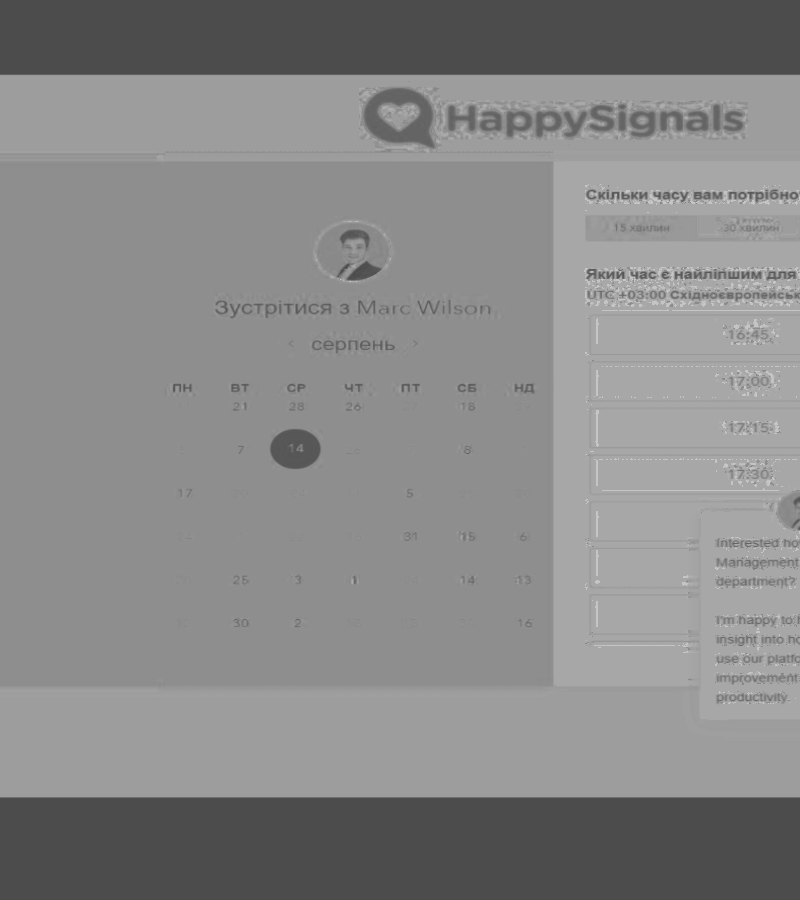 HappySignals
Зустрітися з Marc Wilson
серпень
ПН ВТ СР ЧТ ПТ СБ НД
21 28 26 18
7 14 8
17 5
31 15 6
25 3 1 14 13
30 2 16
Скільки часу вам потрібно
15 хвилин 30 хвилин
Який час є найліпшим для
UTC +03:00 Східноєвропейськ
16:45
17:00
17:15
17:30
Interested ho
Management
department?
I'm happy to h
insight into ho
use our platfo
improvement
productivity.